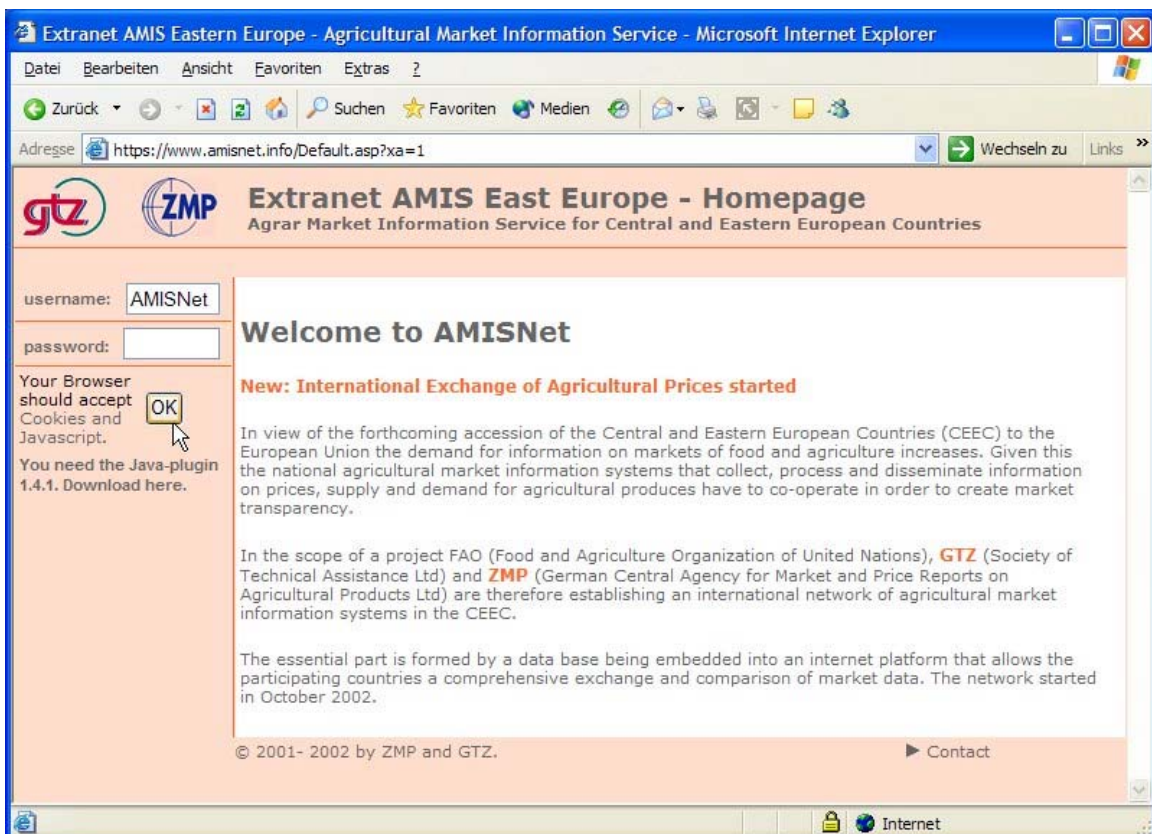 Extranet AMIS Eastern Europe - Agricultural Market Information Service - Microsoft Internet Explorer
Datei Bearbeiten Ansicht Favoriten Extras ?
Zurück Suchen Favoriten Medien
Adresse https://www.amisnet.info/Default.asp?xa=1 Wechseln zu Links »
gtz ZMP
Extranet AMIS East Europe - Homepage
Agrar Market Information Service for Central and Eastern European Countries
username: AMISNet
password:
Your Browser
should accept
Cookies and
Javascript.
OK
You need the Java-plugin
1.4.1. Download here.
Welcome to AMISNet
New: International Exchange of Agricultural Prices started
In view of the forthcoming accession of the Central and Eastern European Countries (CEEC) to the
European Union the demand for information on markets of food and agriculture increases. Given this
the national agricultural market information systems that collect, process and disseminate information
on prices, supply and demand for agricultural produces have to co-operate in order to create market
transparency.
In the scope of a project FAO (Food and Agriculture Organization of United Nations), GTZ (Society of
Technical Assistance Ltd) and ZMP (German Central Agency for Market and Price Reports on
Agricultural Products Ltd) are therefore establishing an international network of agricultural market
information systems in the CEEC.
The essential part is formed by a data base being embedded into an internet platform that allows the
participating countries a comprehensive exchange and comparison of market data. The network started
in October 2002.
© 2001- 2002 by ZMP and GTZ.
Contact
Internet